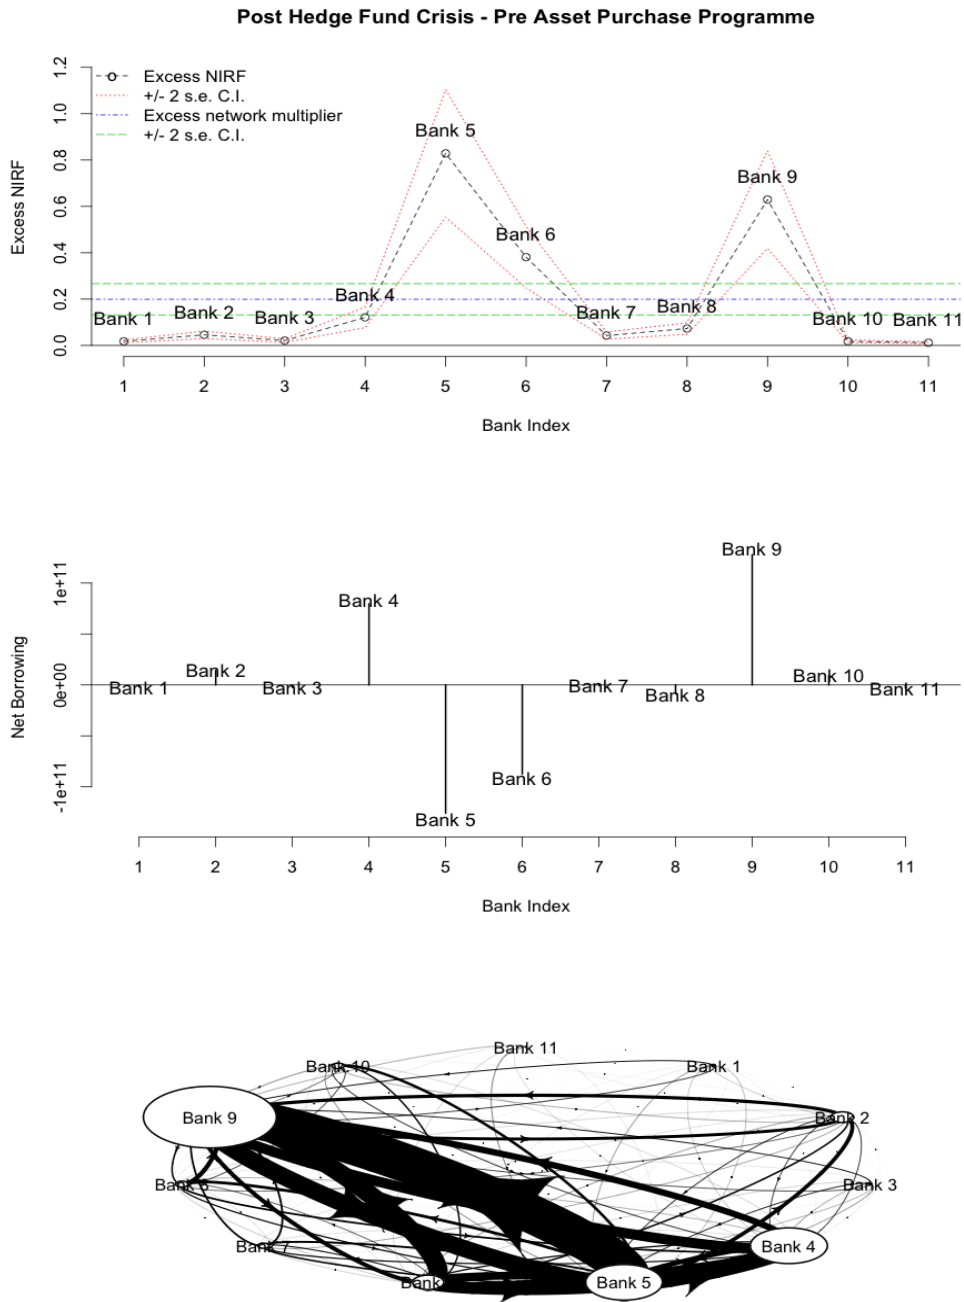 Post Hedge Fund Crisis - Pre Asset Purchase Programme
Excess NIRF
+/- 2 s.e. C.I.
Excess network multiplier
+/- 2 s.e. C.I.
Excess NIRF
0.0 0.2 0.4 0.6 0.8 1.0 1.2
Bank 5
Bank 9
Bank 6
Bank 4
Bank 1 Bank 2 Bank 3 Bank 7 Bank 8 Bank 10 Bank 11
1 2 3 4 5 6 7 8 9 10 11
Bank Index
Net Borrowing
-1e+11 0e+00 1e+11
Bank 9
Bank 4
Bank 2
Bank 1 Bank 3 Bank 7 Bank 8 Bank 10 Bank 11
Bank 6
Bank 5
1 2 3 4 5 6 7 8 9 10 11
Bank Index
Bank 11
Bank 10 Bank 1
Bank 9 Bank 2
Bank 3
Bank 7 Bank 4
Bank Bank 5